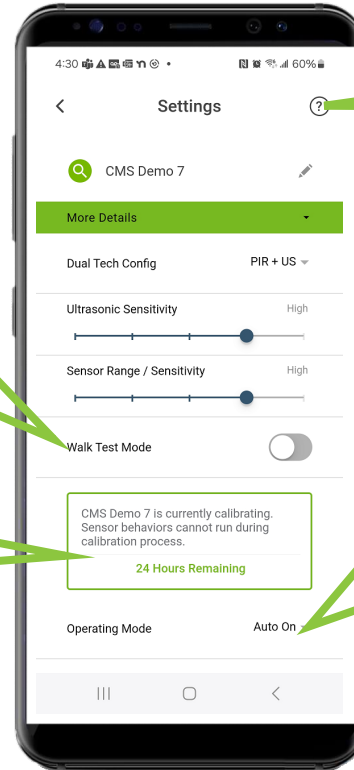 4:30 60%
Settings ?
CMS Demo 7
More Details
Dual Tech Config PIR + US
Ultrasonic Sensitivity High
Sensor Range / Sensitivity High
Walk Test Mode
CMS Demo 7 is currently calibrating.
Sensor behaviors cannot run during
calibration process.
24 Hours Remaining
Operating Mode Auto On